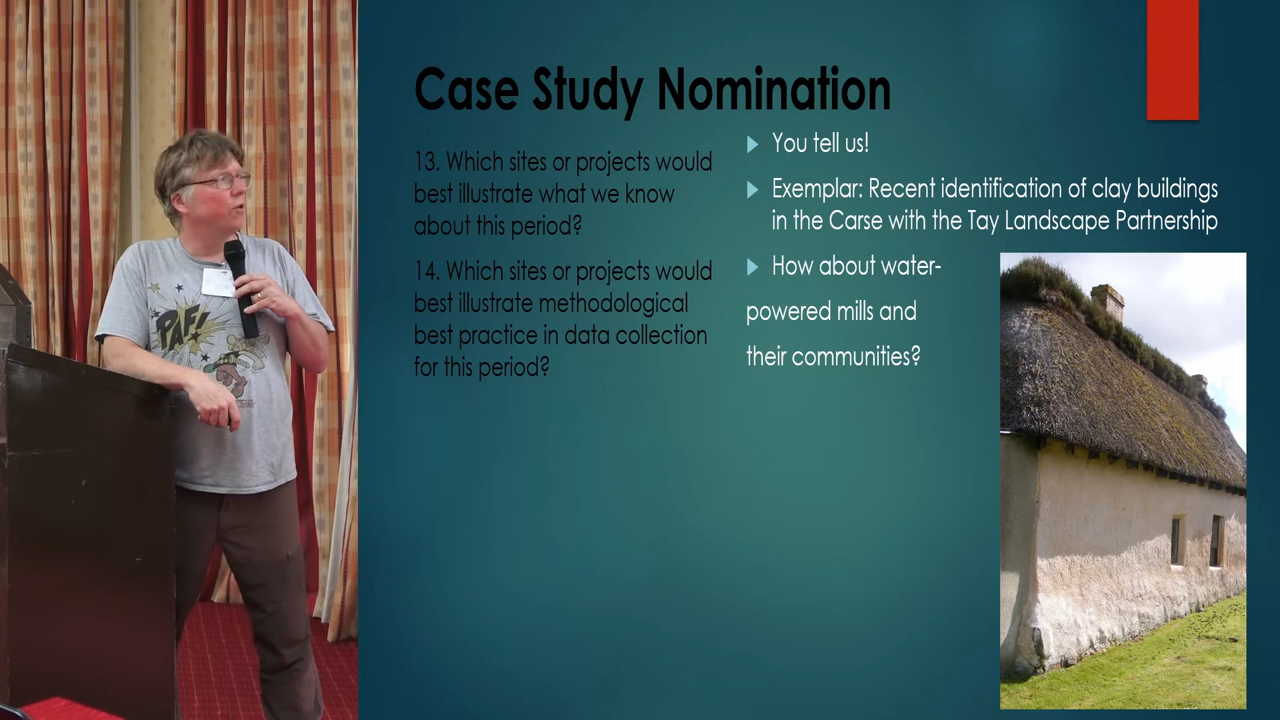 Case Study Nomination
13. Which sites or projects would
best illustrate what we know
about this period?
14. Which sites or projects would
best illustrate methodological
best practice in data collection
for this period?
You tell us!
Exemplar: Recent identification of clay buildings
in the Carse with the Tay Landscape Partnership
How about water-
powered mills and
their communities?
PAF!